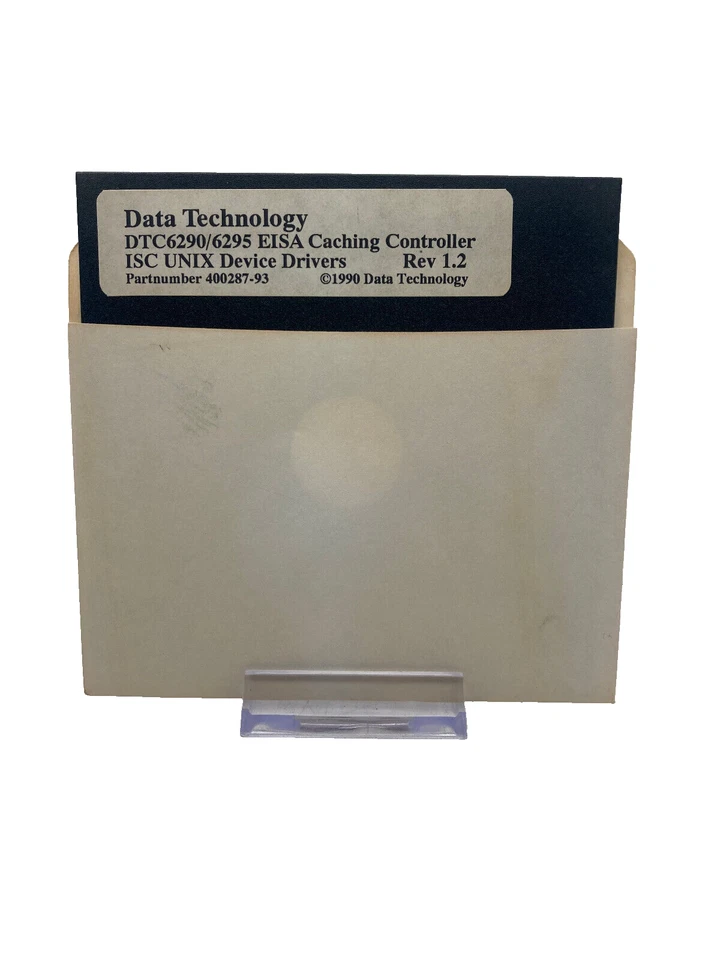 Data Technology
DTC6290/6295 EISA Caching Controller
ISC UNIX Device Drivers Rev 1.2
Partnumber 400287-93 ©1990 Data Technology